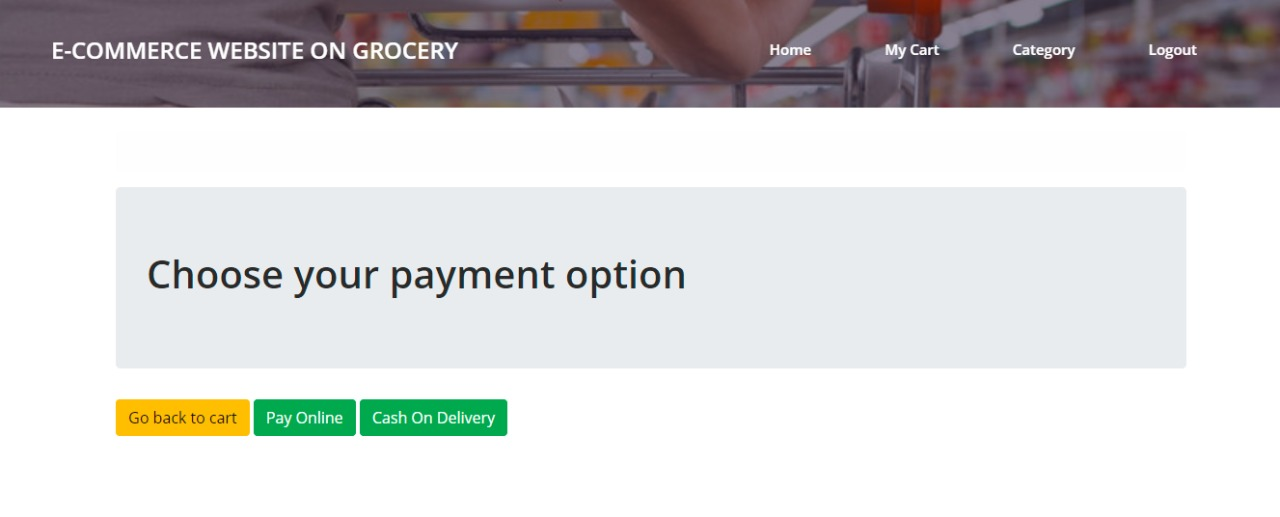 E-COMMERCE WEBSITE ON GROCERY Home My Cart Category Logout
Choose your payment option
Go back to cart Pay Online Cash On Delivery